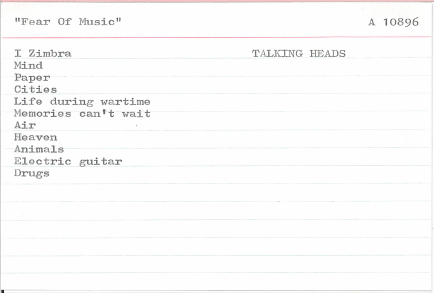 "Fear Of Music" A 10896
I Zimbra TALKING HEADS
Mind
Paper
Cities
Life during wartime
Memories can't wait
Air
Heaven
Animals
Electric guitar
Drugs